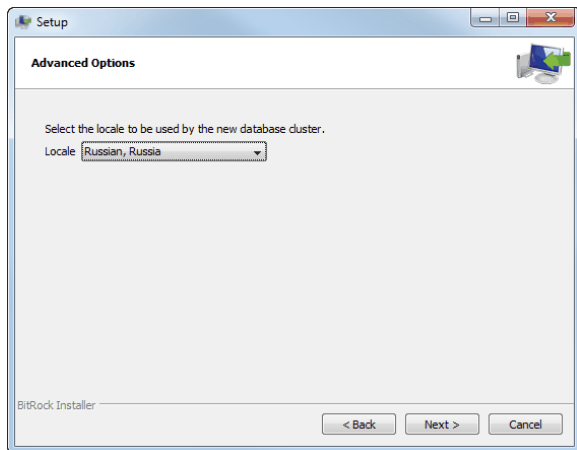 Setup
Advanced Options
Select the locale to be used by the new database cluster.
Locale Russian, Russia
BitRock Installer
< Back Next > Cancel